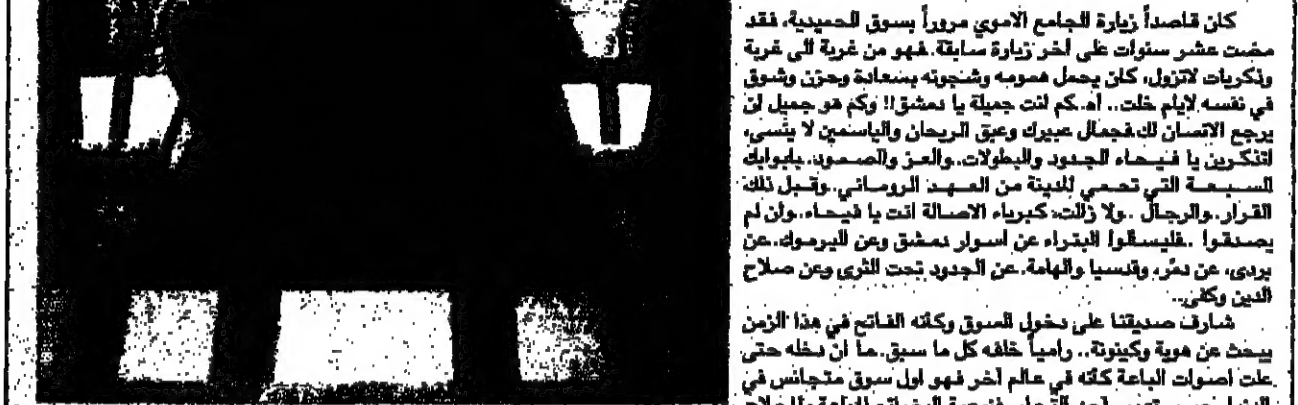 كان قاصداً زيارة الجامع الاموي مروراً بسوق الحميدية، فقد
مضت عشر سنوات على آخر زيارة سابقة. فهو من غربة الى غربة
وذكريات لاتزول، كان يحمل همومه وشجونه بسعادة وحزن وشوق
في نفسه لايام خلت.. آه.كم انت جميلة يا دمشق!! وكم هو جميل ان
يرجع الانسان لك فجمال عبيرك وعبق الريحان والياسمين لا ينسى،
اتذكرين يا فيحاء الجدود والبطولات..والعز والصمود..بابوابك
السبعة التي تحمي المدينة من العهد الروماني..وقبل ذلك
القرار..والرجال ..ولا زالت، كبرياء الاصالة انت يا فيحاء..وان لم
يصدقوا ..فليسألوا البتراء عن اسوار دمشق وعن اليرموك..عن
بردى، عن دمّر، وقدسيا والهامة. عن الجدود تحت الثرى وعن صلاح
الدين وكفى..
شارف صديقنا على دخول السوق وكأنه الفاتح في هذا الزمن
يبحث عن هوية وكينونة.. رامياً خلفه كل ما سبق.ما ان دخله حتى
علت اصوات الباعة كأنه في عالم آخر فهو اول سوق متجانس في